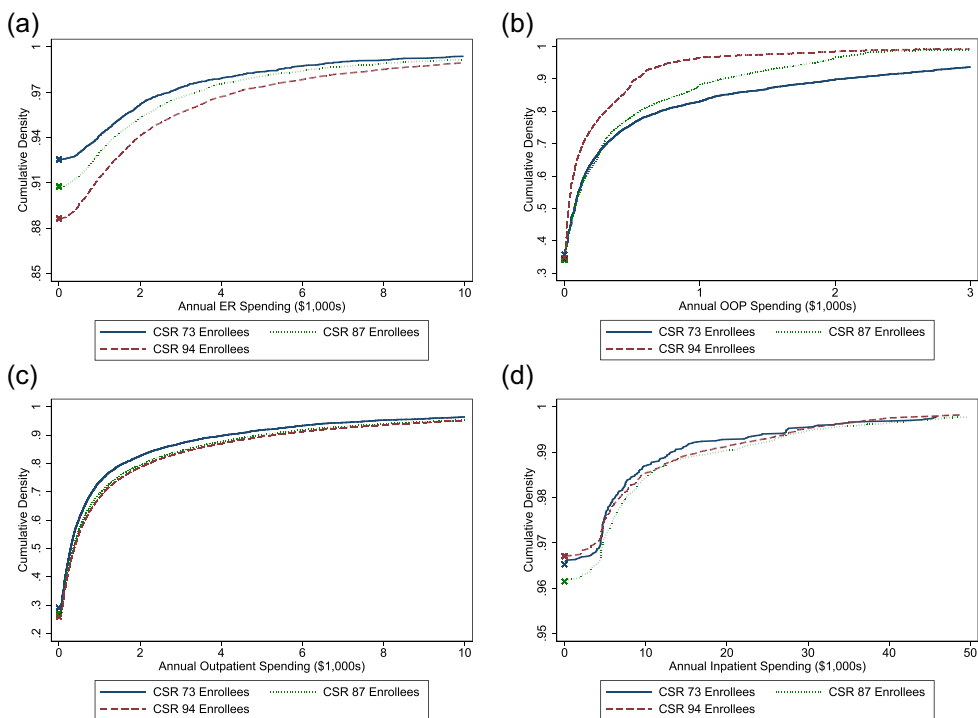 (a)
Cumulative Density
1
.97
.94
.91
.88
.85
0 2 4 6 8 10
Annual ER Spending ($1,000s)
CSR 73 Enrollees CSR 87 Enrollees
CSR 94 Enrollees
(b)
Cumulative Density
1
.9
.8
.7
.6
.5
.4
.3
0 1 2 3
Annual OOP Spending ($1,000s)
CSR 73 Enrollees CSR 87 Enrollees
CSR 94 Enrollees
(c)
Cumulative Density
1
.9
.8
.7
.6
.5
.4
.3
.2
0 2 4 6 8 10
Annual Outpatient Spending ($1,000s)
CSR 73 Enrollees CSR 87 Enrollees
CSR 94 Enrollees
(d)
Cumulative Density
1
0.99
0.98
0.97
0.96
0.95
0 10 20 30 40 50
Annual Inpatient Spending ($1,000s)
CSR 73 Enrollees CSR 87 Enrollees
CSR 94 Enrollees